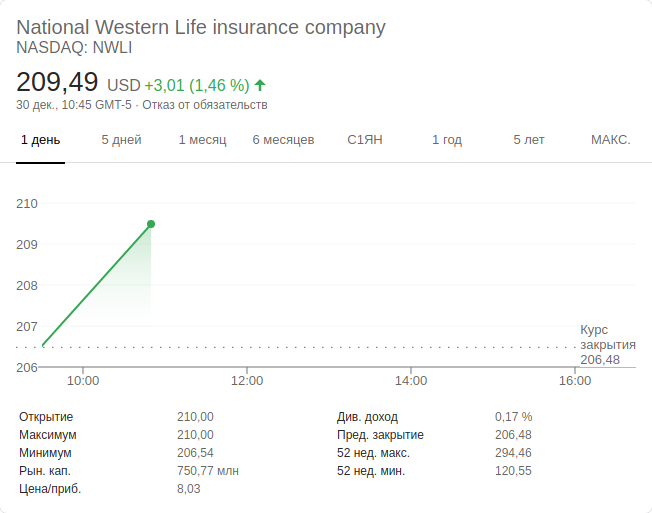 National Western Life insurance company
NASDAQ: NWLI
209,49 USD +3,01 (1,46 %)
30 дек., 10:45 GMT-5 · Отказ от обязательств
1 день 5 дней 1 месяц 6 месяцев С1ЯН 1 год 5 лет МАКС.
210
209
208
207
206
Курс
закрытия
206,48
10:00 12:00 14:00 16:00
Открытие 210,00 Див. доход 0,17 %
Максимум 210,00 Пред. закрытие 206,48
Минимум 206,54 52 нед. макс. 294,46
Рын. кап. 750,77 млн 52 нед. мин. 120,55
Цена/приб. 8,03